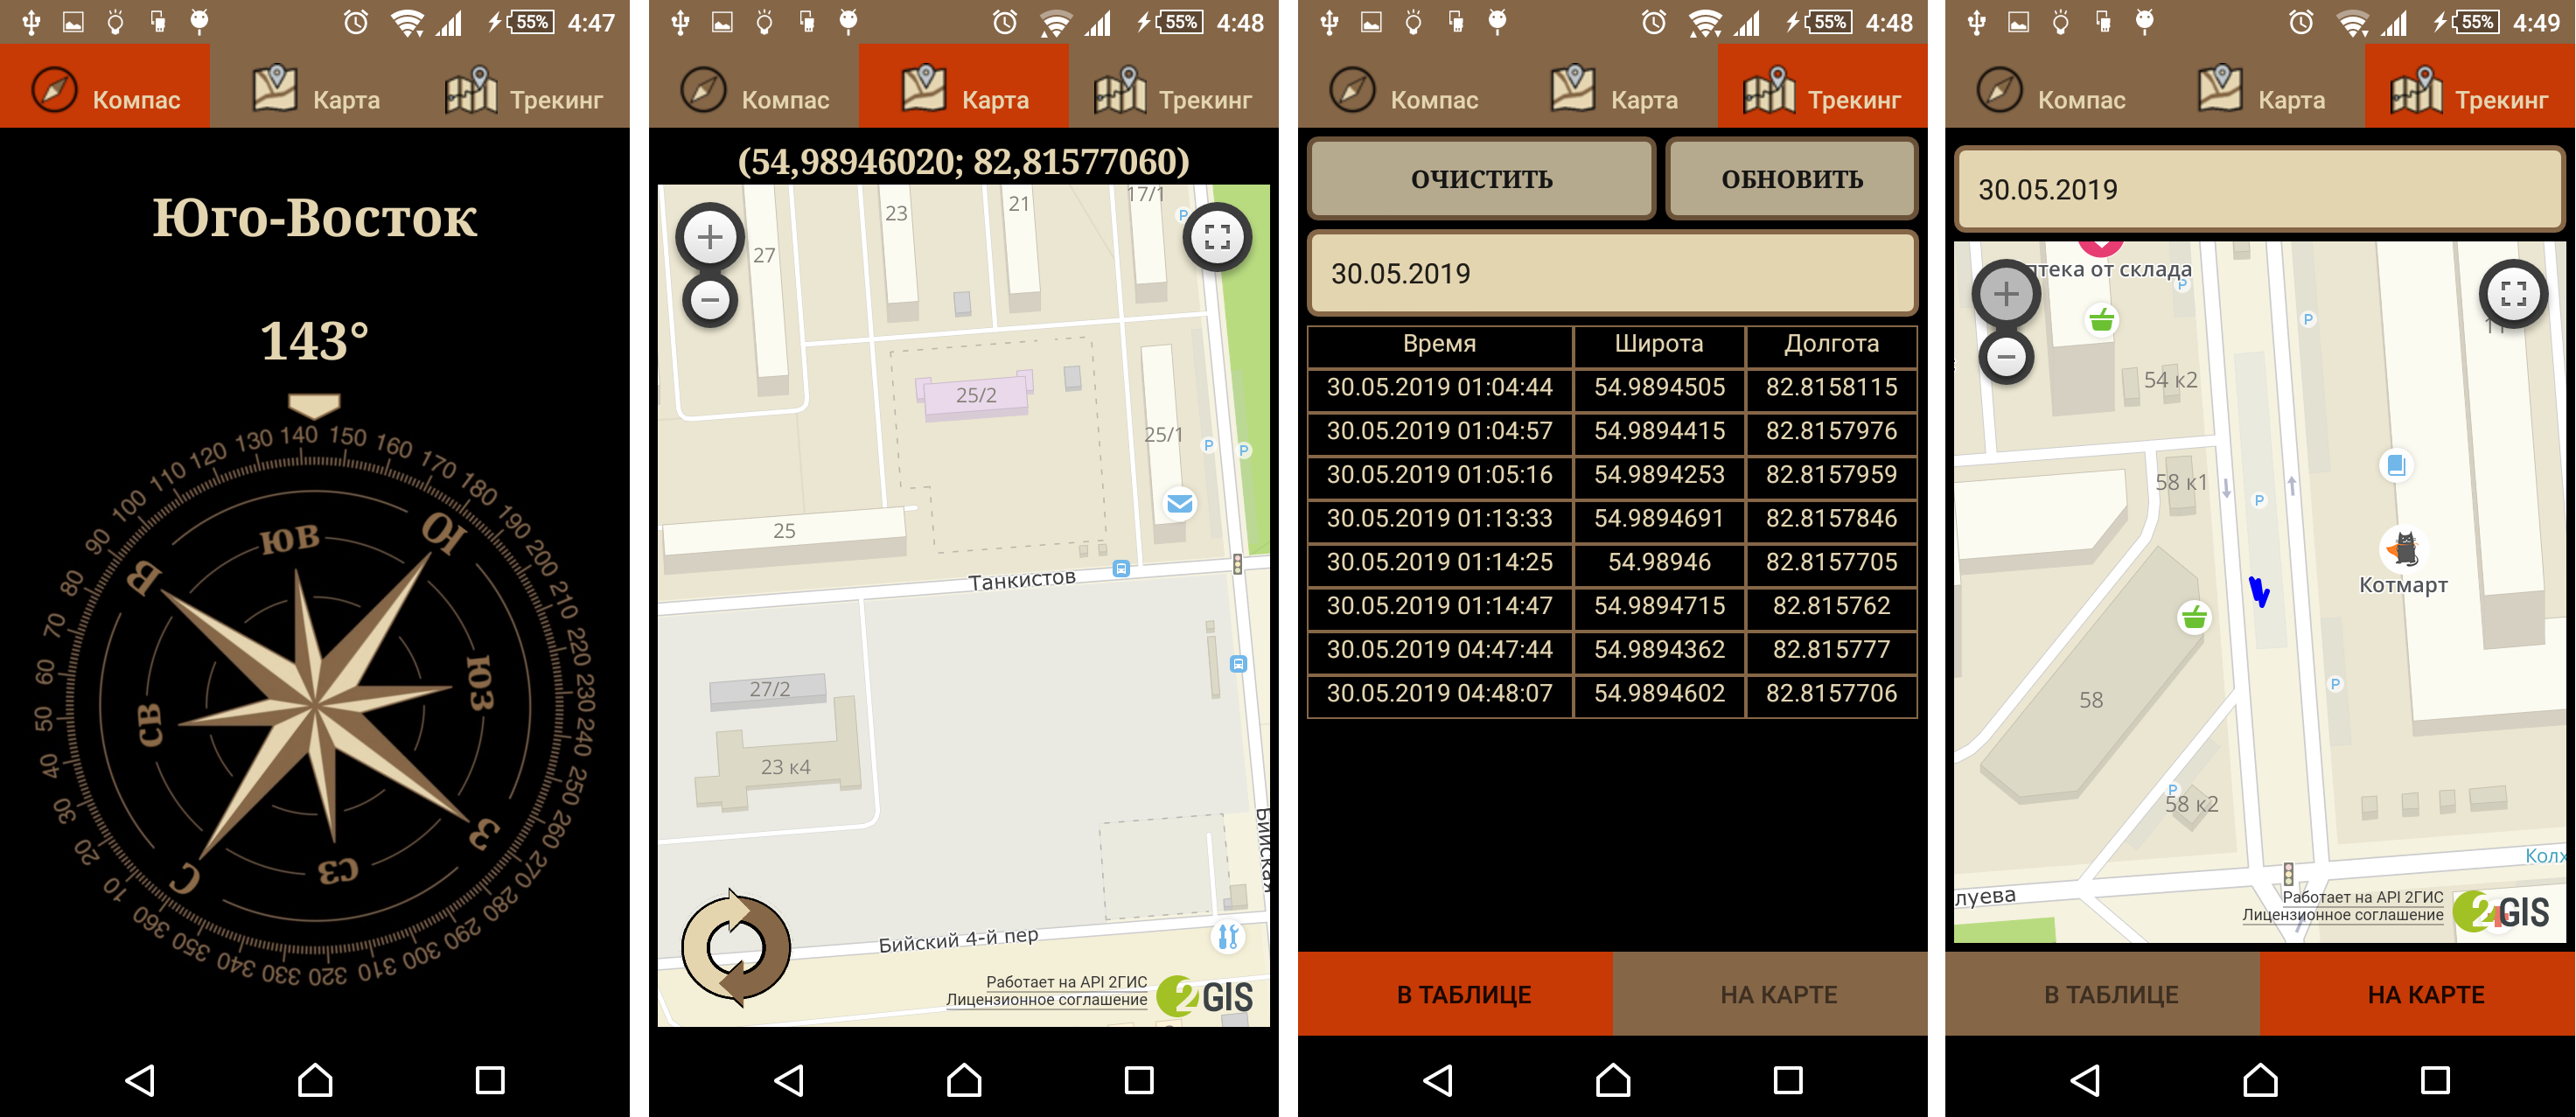 55% 4:47
Компас Карта Трекинг
Юго-Восток
143°
10 20 30 40 50 60 70 80 90 100 110 120 130 140 150 160 170 180 190 200 210 220 230 240 250 260 270 280 290 300 310 320 330 340 350 360
В ЮВ Ю ЮЗ З СЗ С СВ
55% 4:48
Компас Карта Трекинг
(54,98946020; 82,81577060)
17/1
23 21
27
25/2
25/1
25
Танкистов
27/2
23 к4
Бийская
Бийский 4-й пер
Работает на API 2ГИС
Лицензионное соглашение
2GIS
55% 4:48
Компас Карта Трекинг
ОЧИСТИТЬ ОБНОВИТЬ
30.05.2019
Время Широта Долгота
30.05.2019 01:04:44 54.9894505 82.8158115
30.05.2019 01:04:57 54.9894415 82.8157976
30.05.2019 01:05:16 54.9894253 82.8157959
30.05.2019 01:13:33 54.9894691 82.8157846
30.05.2019 01:14:25 54.98946 82.8157705
30.05.2019 01:14:47 54.9894715 82.815762
30.05.2019 04:47:44 54.9894362 82.815777
30.05.2019 04:48:07 54.9894602 82.8157706
В ТАБЛИЦЕ НА КАРТЕ
55% 4:49
Компас Карта Трекинг
30.05.2019
птека от склада
54 к2
58 к1
Котмарт
58
58 к2
Колх
луева
Работает на API 2ГИС
Лицензионное соглашение
2GIS
В ТАБЛИЦЕ НА КАРТЕ